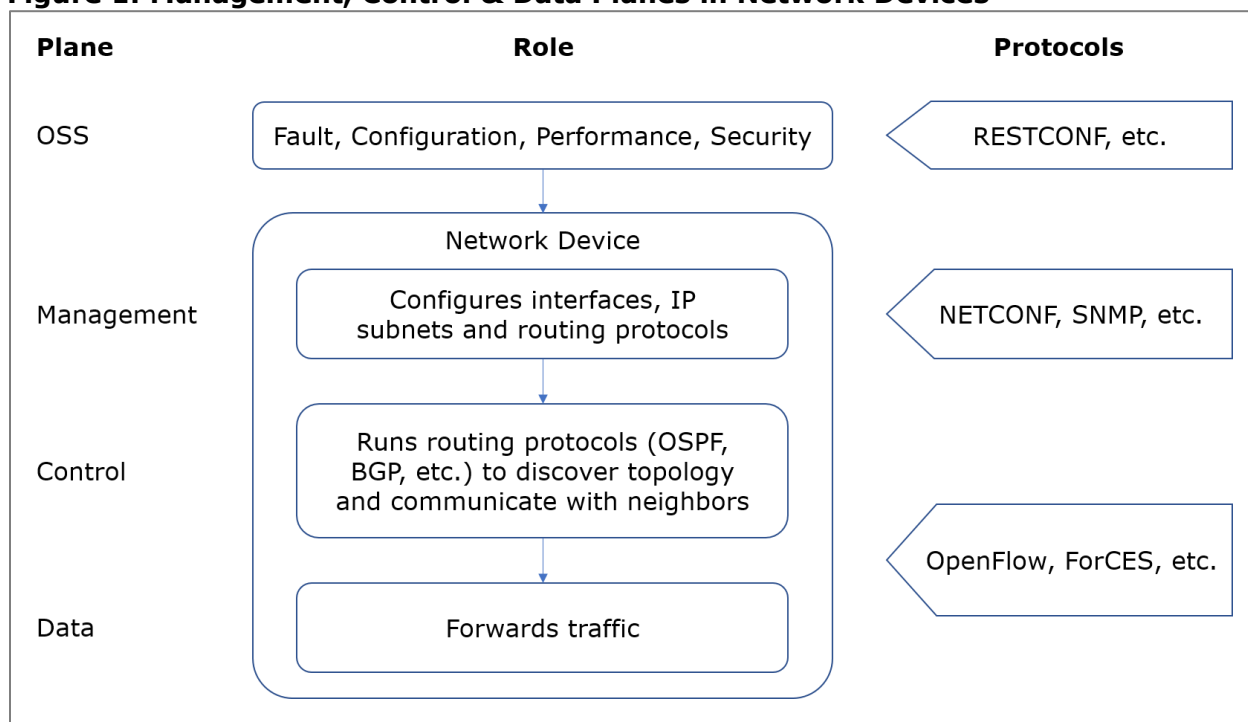 Figure 1: Management, Control & Data Planes in Network Devices
Plane
Role
Protocols
OSS
Fault, Configuration, Performance, Security
RESTCONF, etc.
Network Device
Management
Configures interfaces, IP
subnets and routing protocols
NETCONF, SNMP, etc.
Control
Runs routing protocols (OSPF,
BGP, etc.) to discover topology
and communicate with neighbors
OpenFlow, ForCES, etc.
Data
Forwards traffic